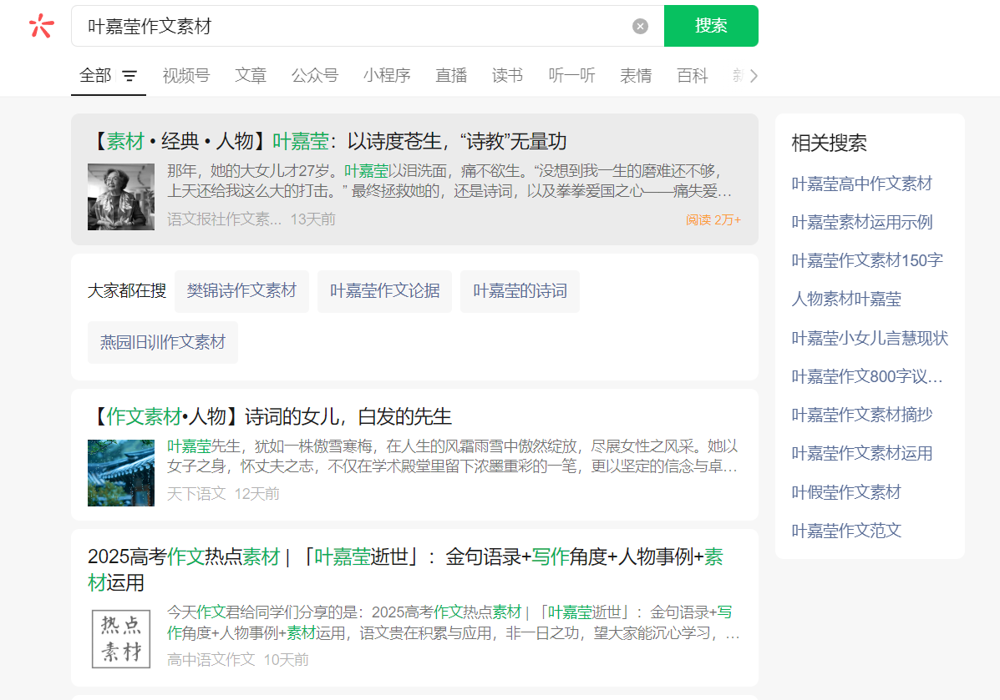 叶嘉莹作文素材
搜索
全部 视频号 文章 公众号 小程序 直播 读书 听一听 表情 百科 新
【素材 • 经典 • 人物】叶嘉莹：以诗度苍生，“诗教”无量功
那年，她的大女儿才27岁。叶嘉莹以泪洗面，痛不欲生。“没想到我一生的磨难还不够，
上天还给我这么大的打击。” 最终拯救她的，还是诗词，以及拳拳爱国之心——痛失爱…
语文报社作文素... 13天前
阅读 2万+
大家都在搜 樊锦诗作文素材 叶嘉莹作文论据 叶嘉莹的诗词
燕园旧训作文素材
【作文素材•人物】诗词的女儿，白发的先生
叶嘉莹先生，犹如一株傲雪寒梅，在人生的风霜雨雪中傲然绽放，尽展女性之风采。她以
女子之身，怀丈夫之志，不仅在学术殿堂里留下浓墨重彩的一笔，更以坚定的信念与卓…
天下语文 12天前
2025高考作文热点素材 | 「叶嘉莹逝世」：金句语录+写作角度+人物事例+素
材运用
热点
素材
今天作文君给同学们分享的是：2025高考作文热点素材 | 「叶嘉莹逝世」：金句语录+写
作角度+人物事例+素材运用，语文贵在积累与应用，非一日之功，望大家能沉心学习，…
高中语文作文 10天前
相关搜索
叶嘉莹高中作文素材
叶嘉莹素材运用示例
叶嘉莹作文素材150字
人物素材叶嘉莹
叶嘉莹小女儿言慧现状
叶嘉莹作文800字议…
叶嘉莹作文素材摘抄
叶嘉莹作文素材运用
叶假莹作文素材
叶嘉莹作文范文